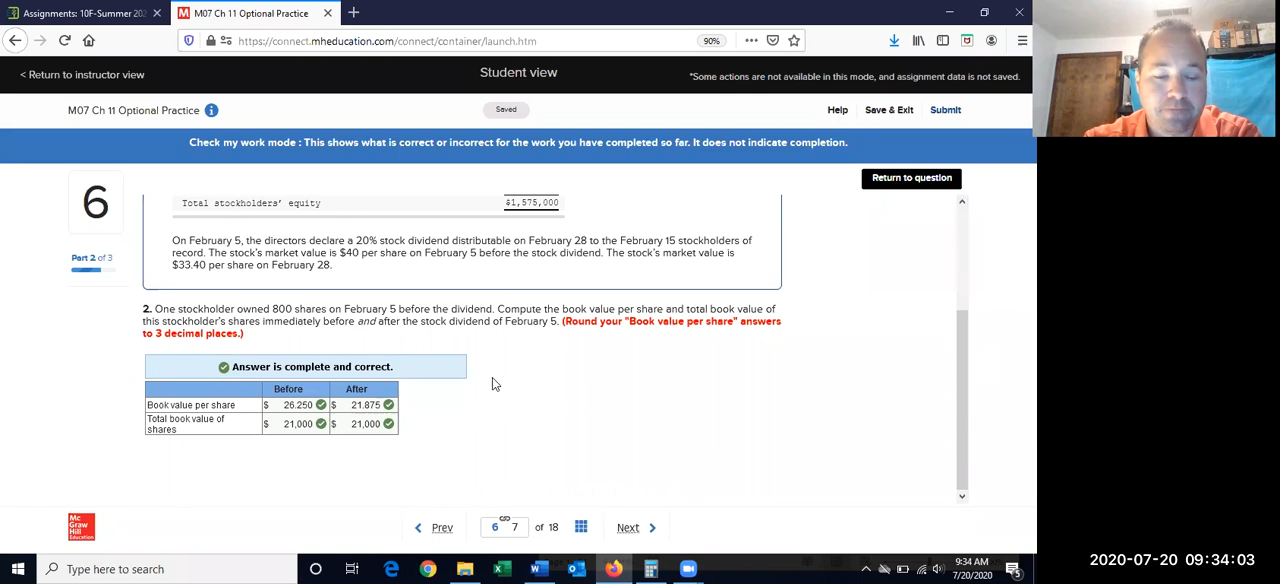 Assignments: 10F-Summer 202
M07 Ch 11 Optional Practice
https://connect.mheducation.com/connect/container/launch.htm
90%
< Return to instructor view
Student view
*Some actions are not available in this mode, and assignment data is not saved.
M07 Ch 11 Optional Practice
Saved
Help
Save & Exit
Submit
Check my work mode : This shows what is correct or incorrect for the work you have completed so far. It does not indicate completion.
Return to question
6
Part 2 of 3
Total stockholders' equity
$1,575,000
On February 5, the directors declare a 20% stock dividend distributable on February 28 to the February 15 stockholders of
record. The stock's market value is $40 per share on February 5 before the stock dividend. The stock's market value is
$33.40 per share on February 28.
2. One stockholder owned 800 shares on February 5 before the dividend. Compute the book value per share and total book value of
this stockholder's shares immediately before and after the stock dividend of February 5. (Round your "Book value per share" answers
to 3 decimal places.)
Answer is complete and correct.
Before After
Book value per share $ 26.250 $ 21.875
Total book value of
shares $ 21,000 $ 21,000
Mc
Graw
Hill
Education
Prev
6 7 of 18
Next
Type here to search
9:34 AM
7/20/2020
5
2020-07-20 09:34:03